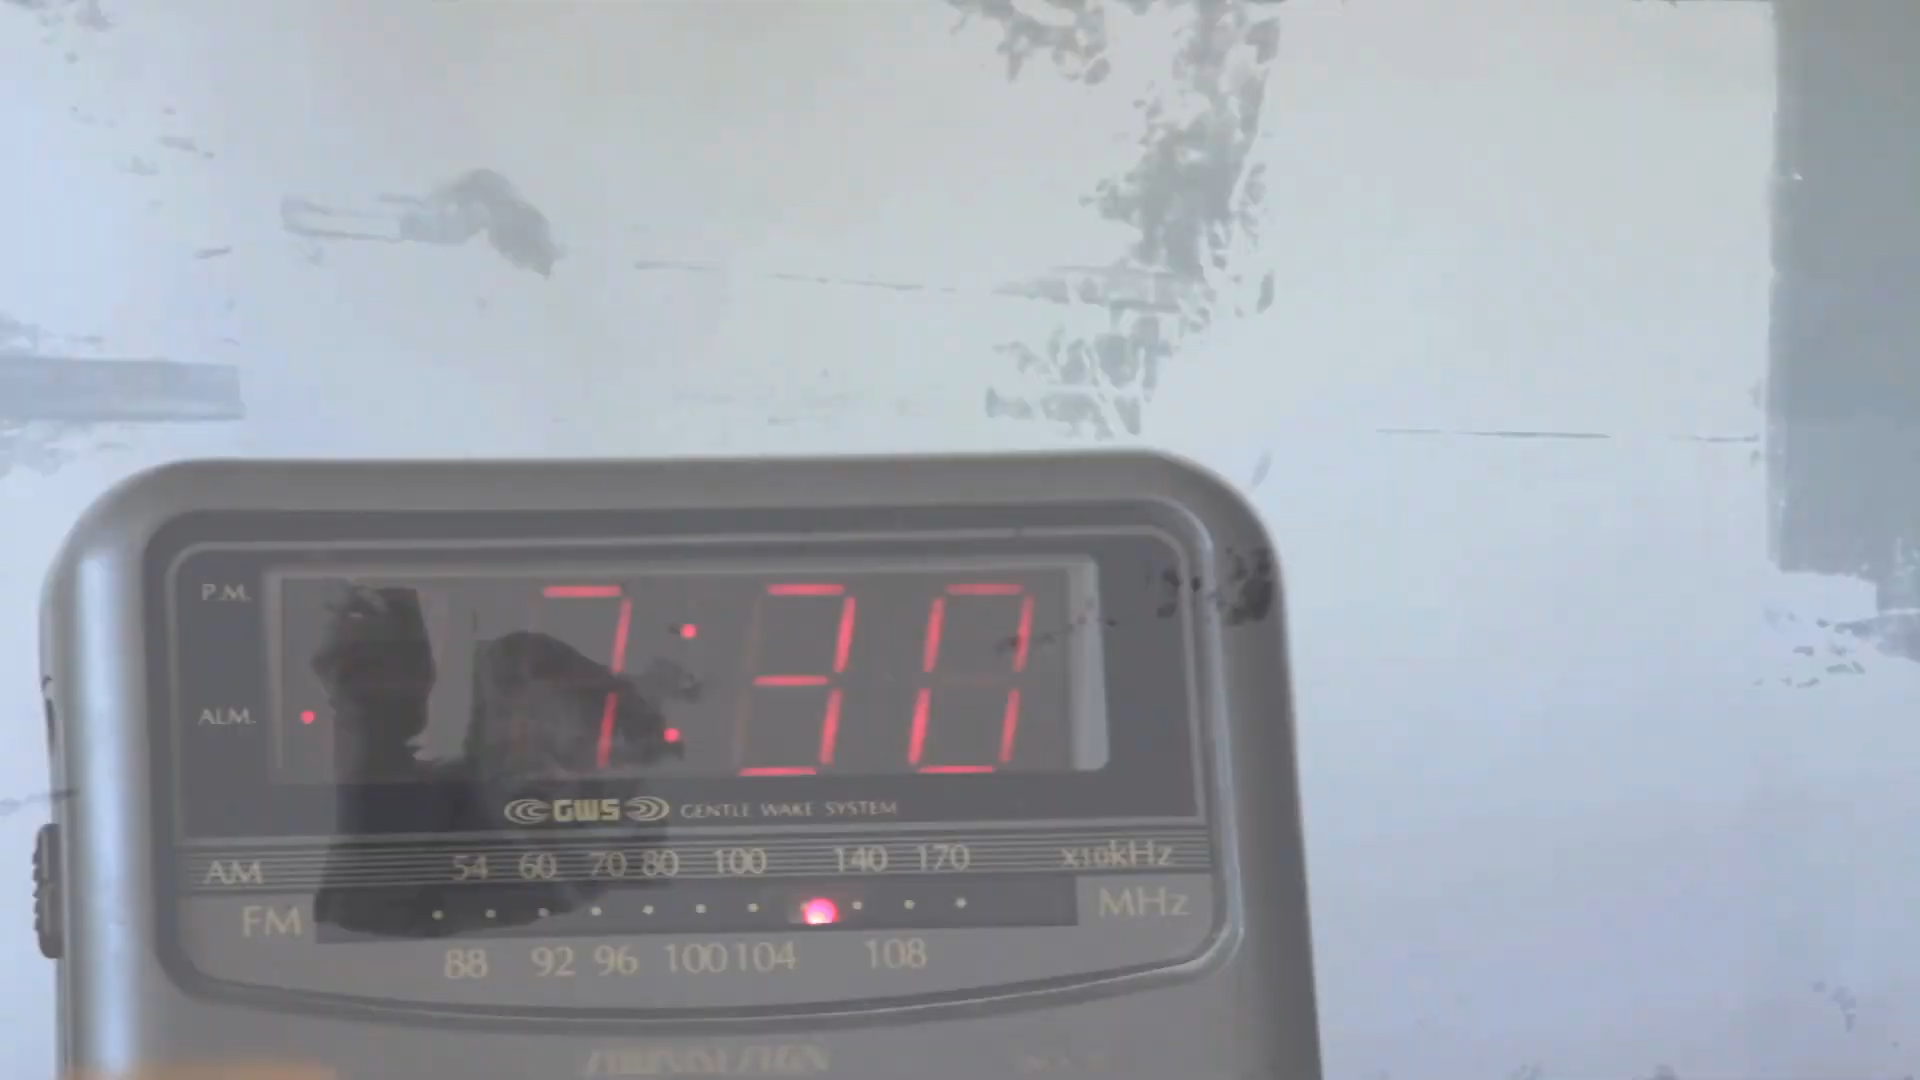 P.M.
7:30
ALM.
GWS GENTLE WAKE SYSTEM
AM 54 60 70 80 100 140 170 x10kHz
FM MHz
88 92 96 100 104 108